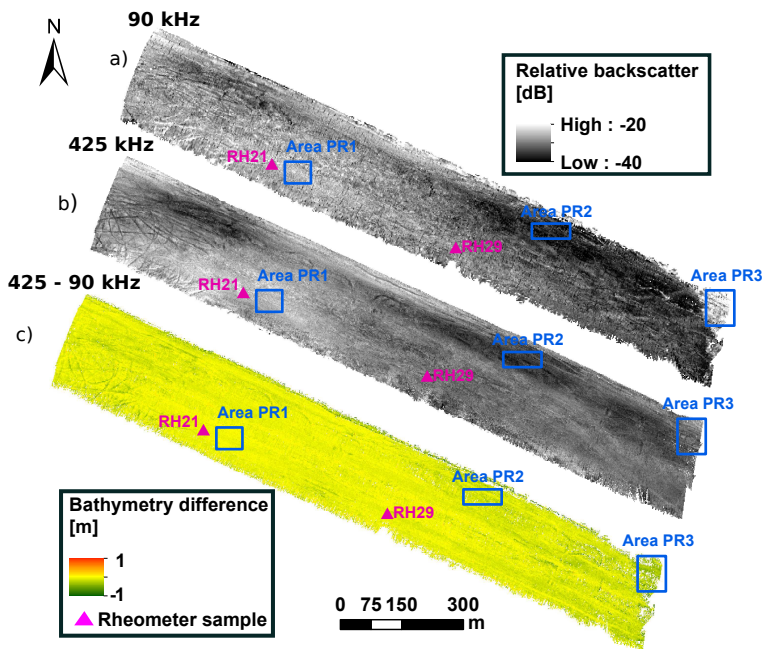 90 kHz
N
a)
Relative backscatter
[dB]
High : -20
Low : -40
425 kHz
RH21
Area PR1
Area PR2
RH29
b)
Area PR3
425 - 90 kHz
RH21
Area PR1
Area PR2
RH29
c)
Area PR3
RH21
Area PR1
Area PR2
RH29
Area PR3
Bathymetry difference
[m]
1
-1
Rheometer sample
0 75 150 300
m